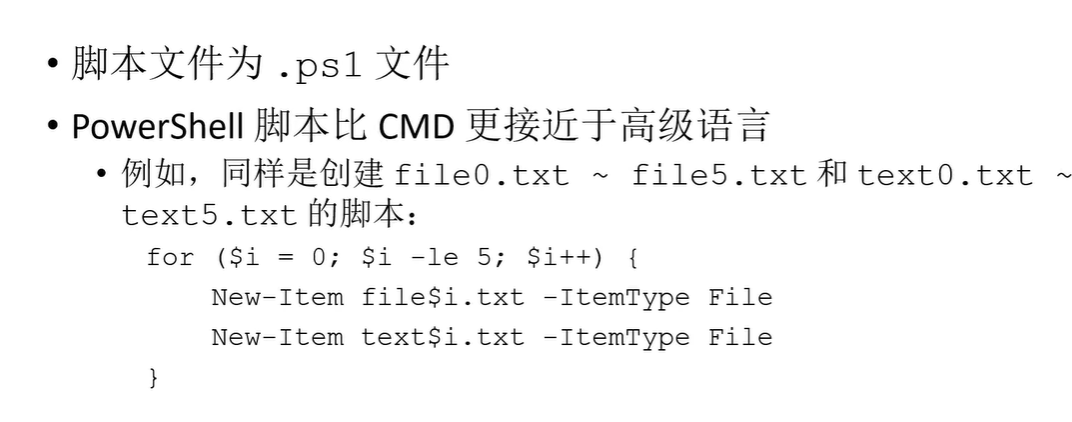 • 脚本文件为 .ps1 文件
• PowerShell 脚本比 CMD 更接近于高级语言
• 例如，同样是创建 file0.txt ~ file5.txt 和 text0.txt ~
text5.txt 的脚本：
for ($i = 0; $i -le 5; $i++) {
    New-Item file$i.txt -ItemType File
    New-Item text$i.txt -ItemType File
}